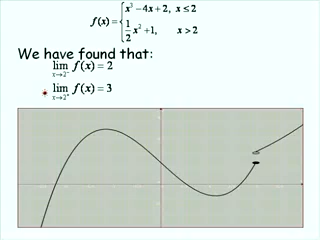 f(x) = { x³ − 4x + 2, x ≤ 2
1/2 x² + 1, x > 2
We have found that:
lim x→2⁻ f(x) = 2
lim x→2⁺ f(x) = 3